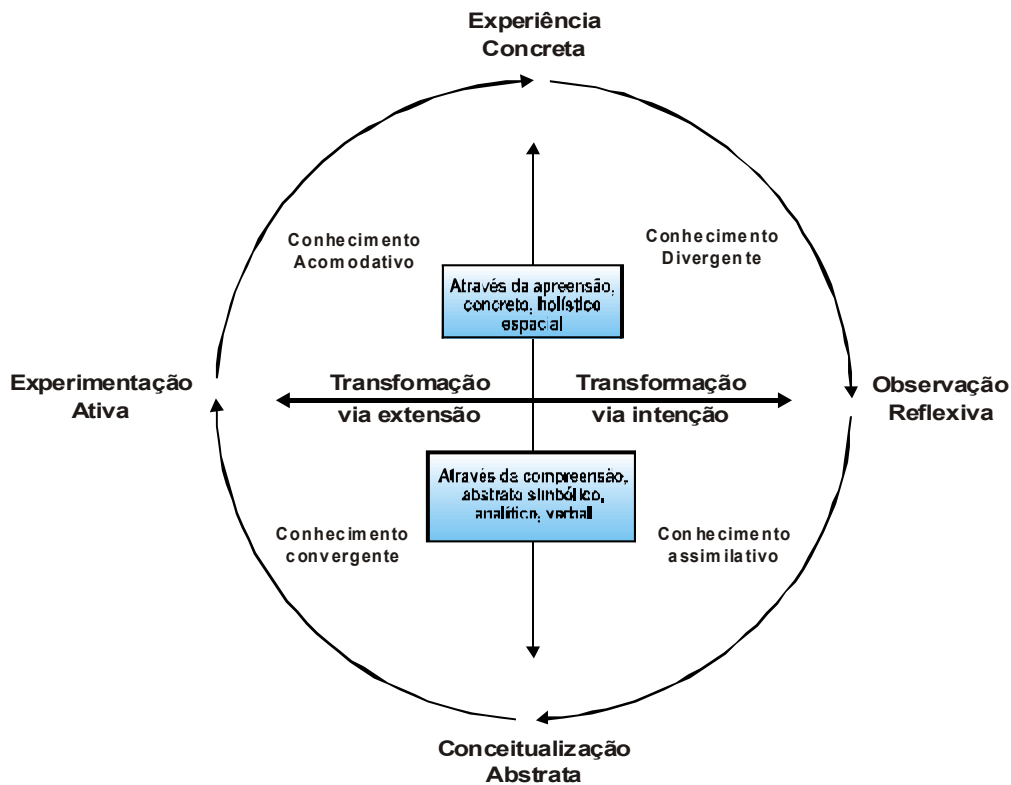 Experiência
Concreta
Conhecimento
Acomodativo
Conhecimento
Divergente
Através da apreensão,
concreto, holístico
espacial
Experimentação
Ativa
Transfomação
via extensão
Transformação
via intenção
Observação
Reflexiva
Através da compreensão,
abstrato simbólico,
analítico, verbal
Conhecimento
convergente
Conhecimento
assimilativo
Conceitualização
Abstrata